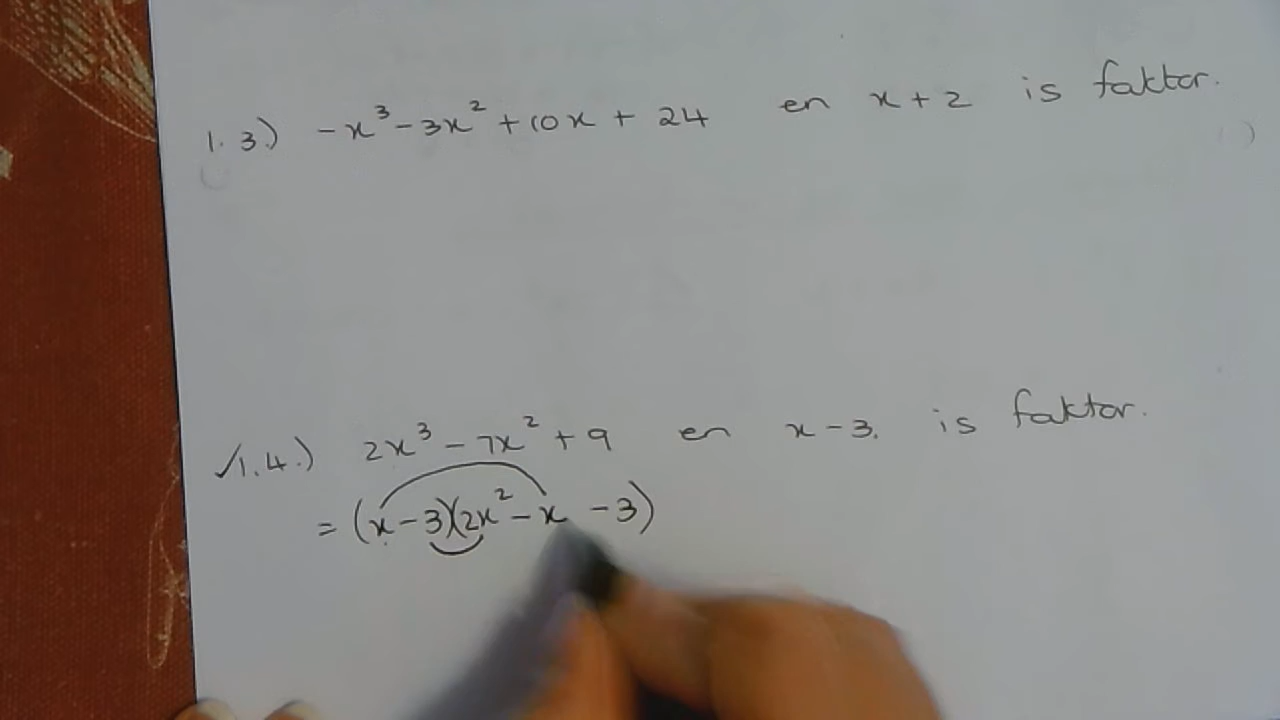 1.3.) -x³ - 3x² + 10x + 24 en x + 2 is faktor.
√1.4.) 2x³ - 7x² + 9 en x - 3. is faktor.
= (x - 3)(2x² - x - 3)